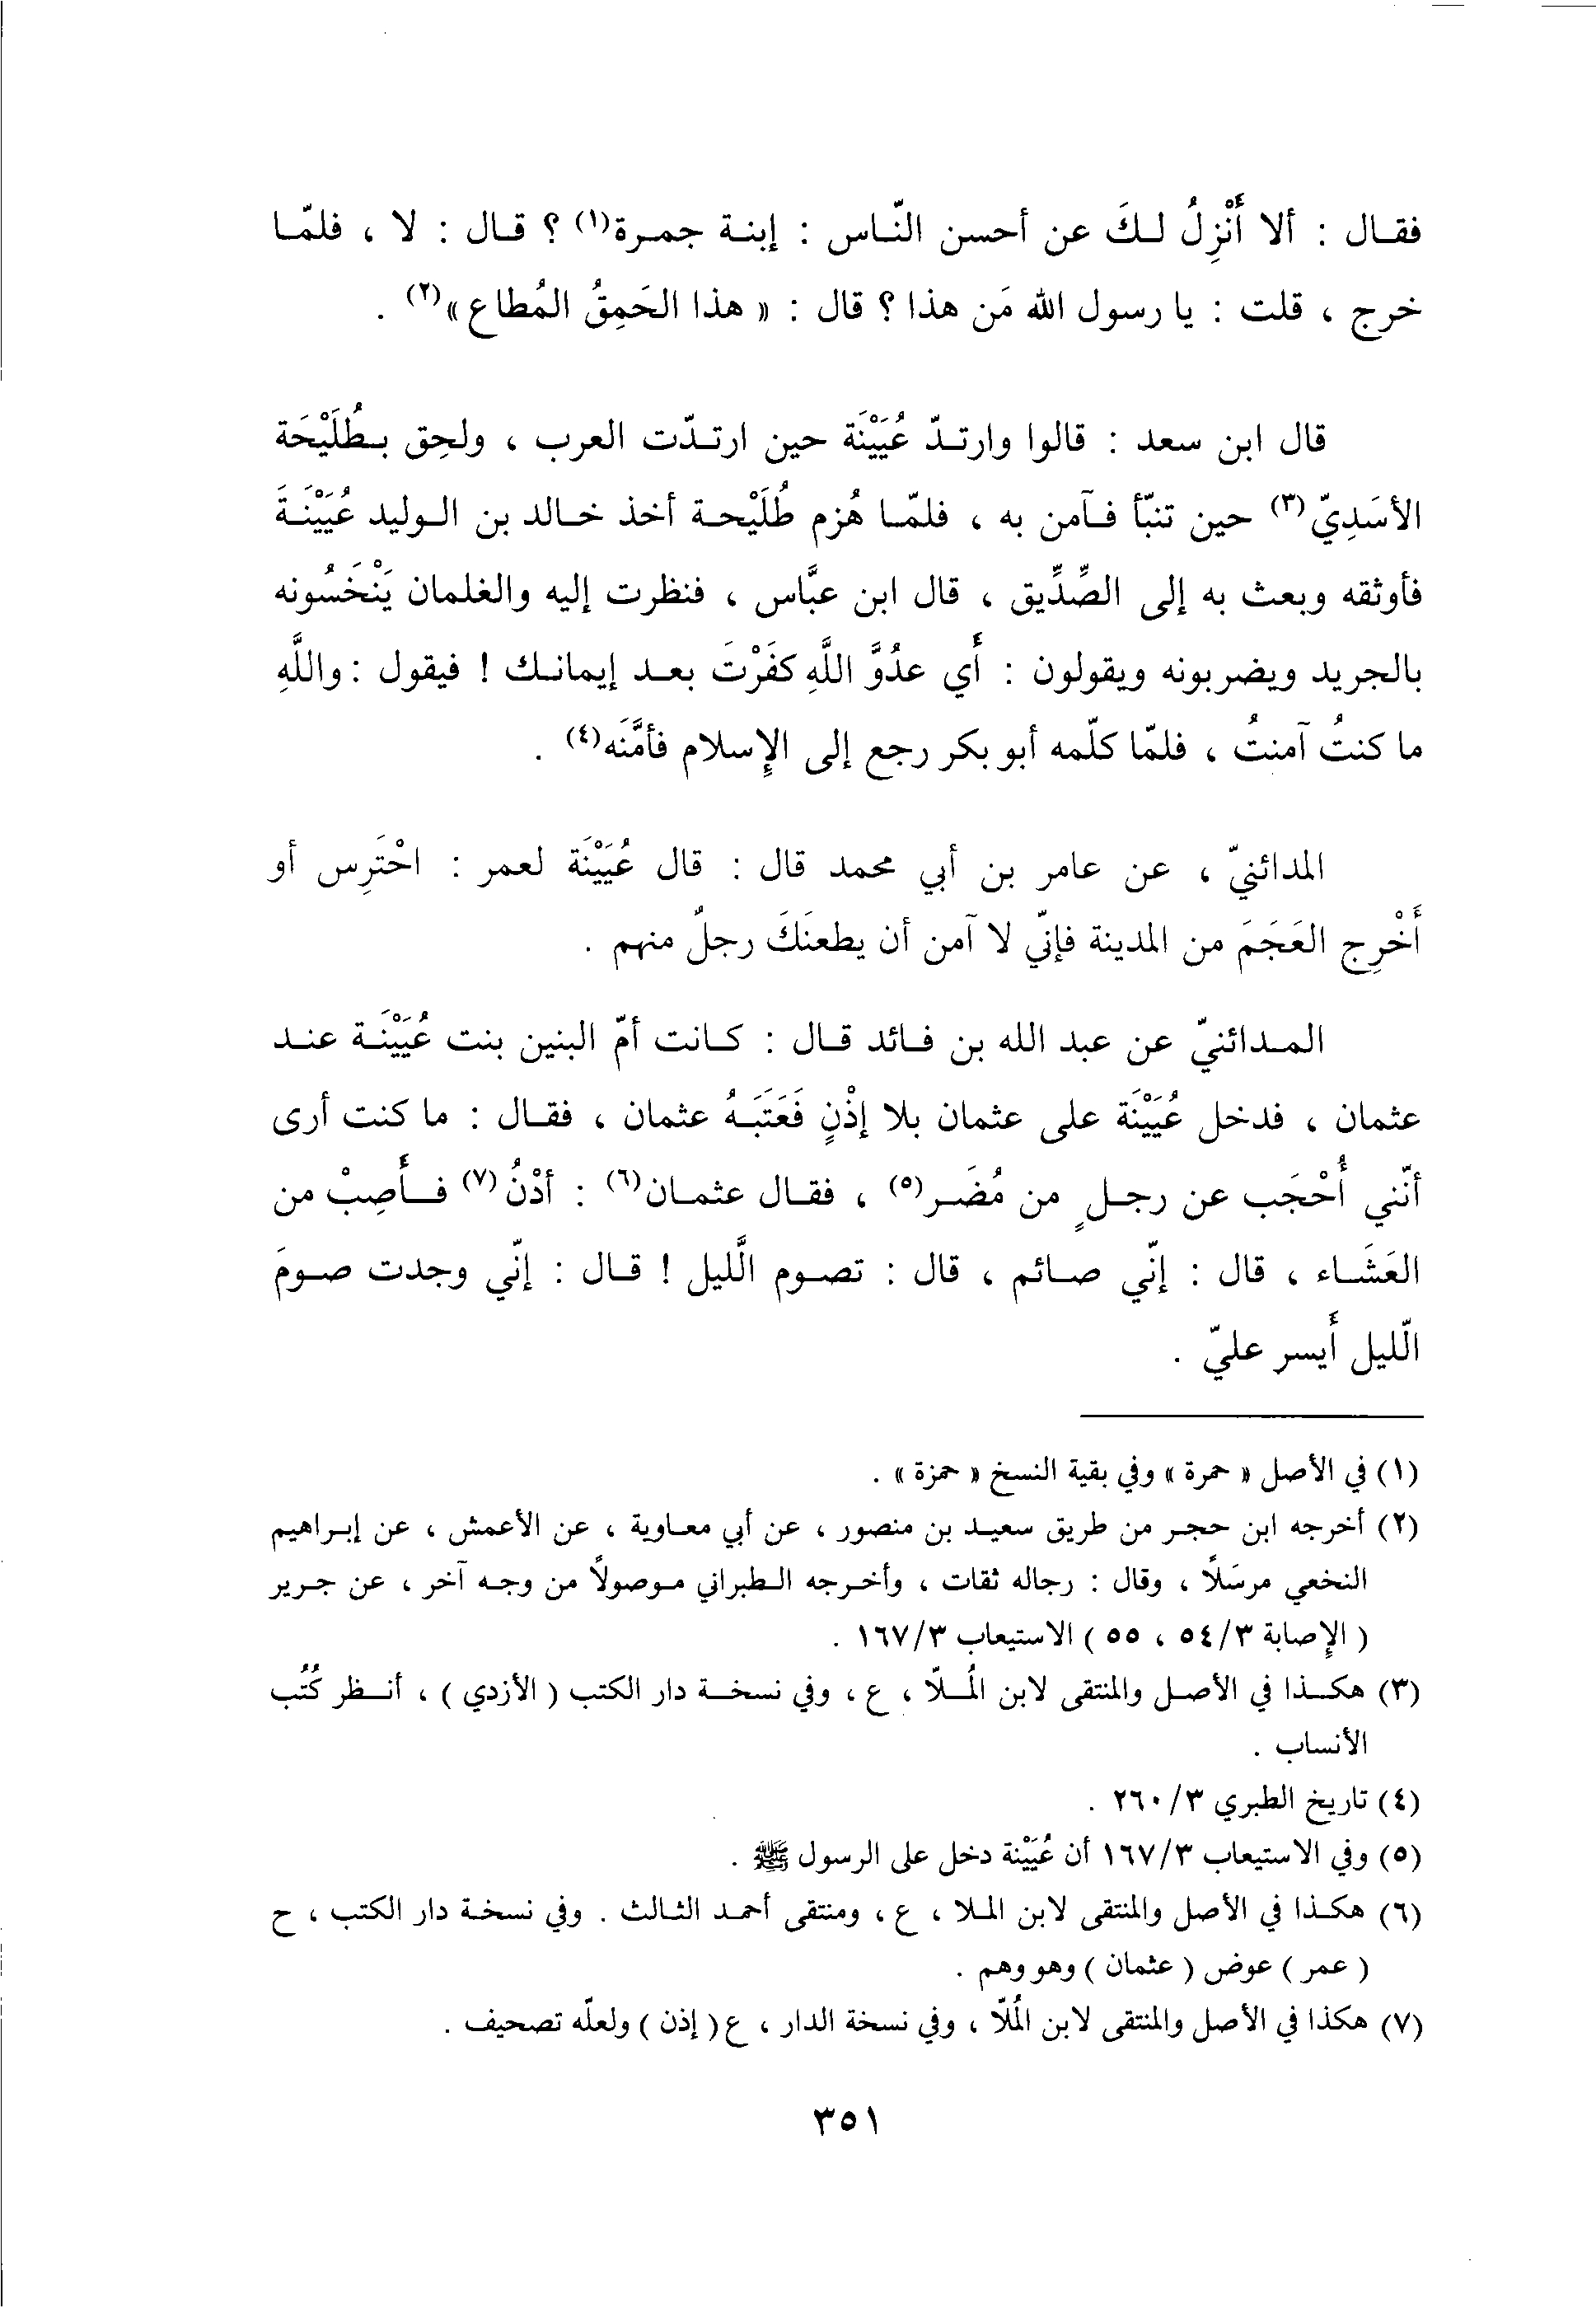 فقال : ألا أُنْزِلُ لكَ عن أحسن النّاس : إبنة جمرة(١) ؟ قال : لا ، فلمّا
خرج ، قلت : يا رسول الله مَن هذا ؟ قال : « هذا الحَمِقُ المُطاع »(٢) .
قال ابن سعد : قالوا وارتدّ عُيَيْنَة حين ارتدّت العرب ، ولحِق بطُلَيْحَة
الأسَدِيّ(٣) حين تنبّأ فآمن به ، فلمّا هُزم طُلَيْحة أخذ خالد بن الوليد عُيَيْنَةَ
فأوثقه وبعث به إلى الصِّدِّيق ، قال ابن عبَّاس ، فنظرت إليه والغلمان يَنْخَسُونه
بالجريد ويضربونه ويقولون : أي عدُوَّ اللَّهِ كفَرْتَ بعد إيمانك ! فيقول : واللَّهِ
ما كنتُ آمنتُ ، فلمّا كلّمه أبو بكر رجع إلى الإسلام فأمَّنَه(٤) .
المدائنيّ ، عن عامر بن أبي محمد قال : قال عُيَيْنَة لعمر : احْتَرِس أو
أَخْرِج العَجَمَ من المدينة فإنّي لا آمن أن يطعنَكَ رجلٌ منهم .
المدائنيّ عن عبد الله بن فائد قال : كانت أمّ البنين بنت عُيَيْنَة عند
عثمان ، فدخل عُيَيْنَة على عثمان بلا إذْنٍ فَعَتَبَهُ عثمان ، فقال : ما كنت أرى
أنّني أُحْجَب عن رجلٍ من مُضَر(٥) ، فقال عثمان(٦) : أدْنُ(٧) فأَصِبْ من
العَشَاء ، قال : إنّي صائم ، قال : تصوم الَّليل ! قال : إنّي وجدت صومَ
الّليل أَيسر عليّ .
(١) في الأصل « حمرة » وفي بقية النسخ « حمزة » .
(٢) أخرجه ابن حجر من طريق سعيد بن منصور ، عن أبي معاوية ، عن الأعمش ، عن إبراهيم
النخعي مرسَلاً ، وقال : رجاله ثقات ، وأخرجه الطبراني موصولاً من وجه آخر ، عن جرير
( الإصابة ٥٤/٣ ، ٥٥ ) الاستيعاب ١٦٧/٣ .
(٣) هكذا في الأصل والمنتقى لابن المُلاّ ، ع ، وفي نسخة دار الكتب ( الأزدي ) ، أنظر كُتُب
الأنساب .
(٤) تاريخ الطبري ٢٦٠/٣ .
(٥) وفي الاستيعاب ١٦٧/٣ أن عُيَيْنة دخل على الرسول ﷺ .
(٦) هكذا في الأصل والمنتقى لابن الملا ، ع ، ومنتقى أحمد الثالث . وفي نسخة دار الكتب ، ح
( عمر ) عوض ( عثمان ) وهو وهم .
(٧) هكذا في الأصل والمنتقى لابن المُلاّ ، وفي نسخة الدار ، ع ( إذن ) ولعلّه تصحيف .
٣٥١